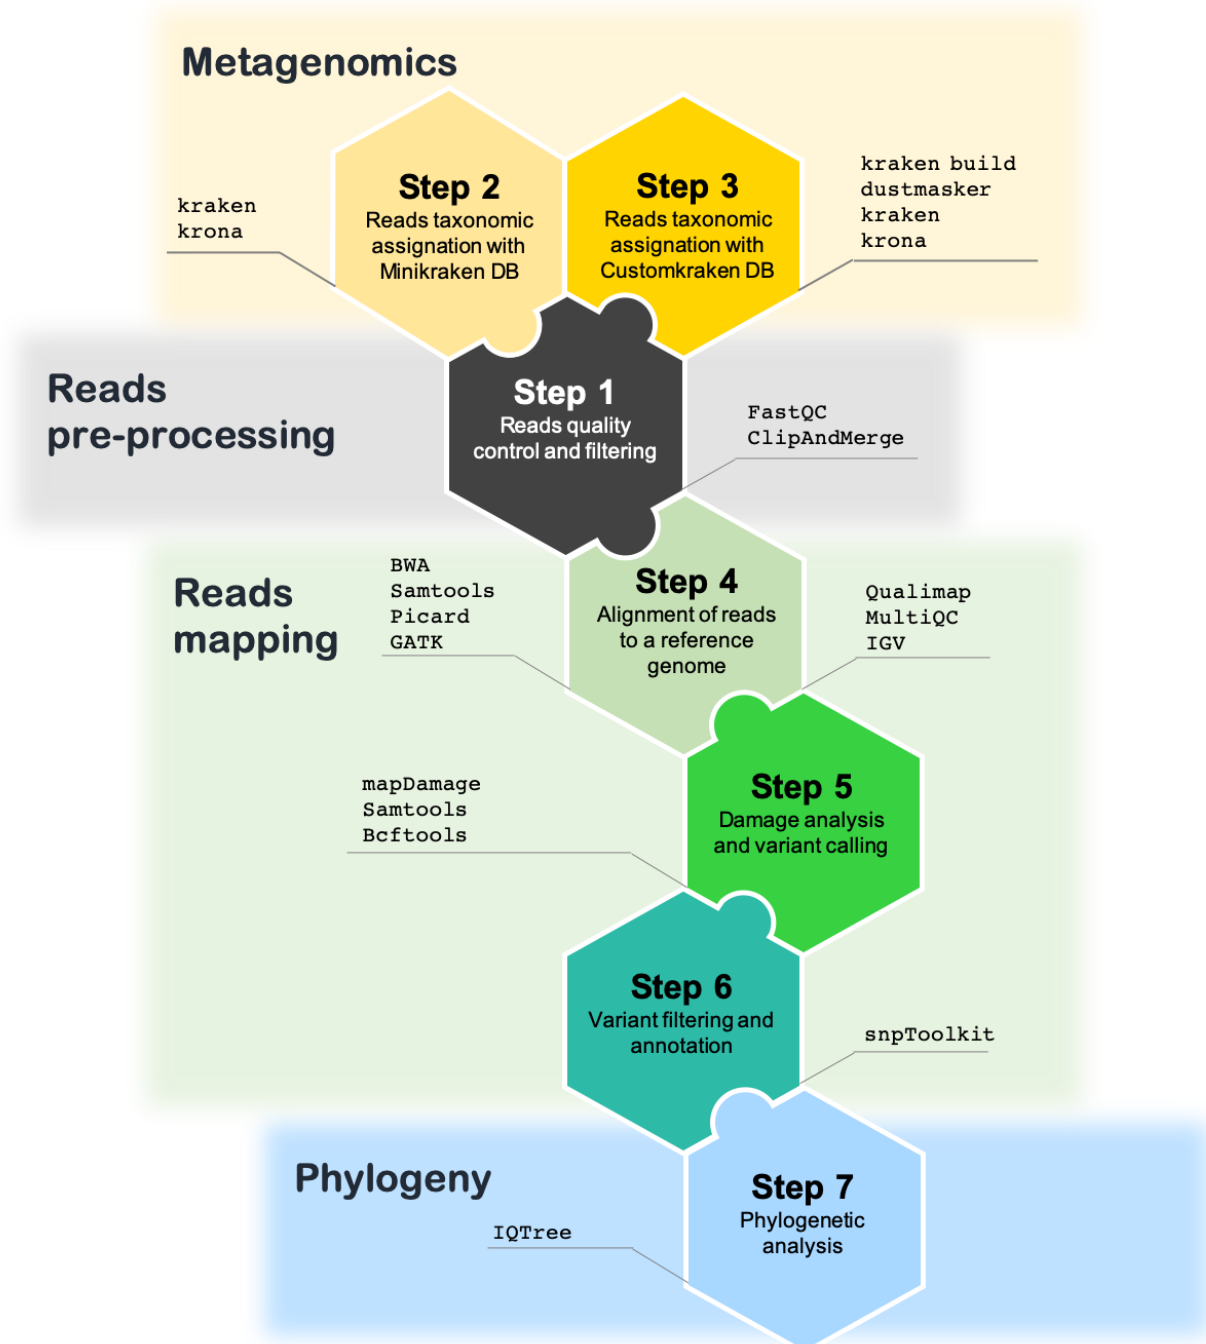 Metagenomics
Step 2
Reads taxonomic
assignation with
Minikraken DB
Step 3
Reads taxonomic
assignation with
Customkraken DB
kraken
krona
kraken build
dustmasker
kraken
krona
Reads
pre-processing
Step 1
Reads quality
control and filtering
FastQC
ClipAndMerge
Reads
mapping
BWA
Samtools
Picard
GATK
Step 4
Alignment of reads
to a reference
genome
Qualimap
MultiQC
IGV
mapDamage
Samtools
Bcftools
Step 5
Damage analysis
and variant calling
Step 6
Variant filtering and
annotation
snpToolkit
Phylogeny
IQTree
Step 7
Phylogenetic
analysis